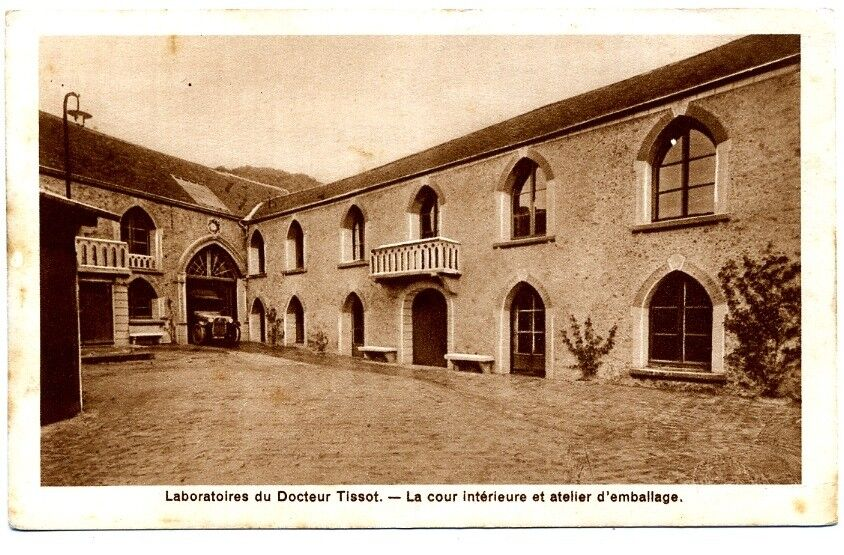 Laboratoires du Docteur Tissot. — La cour intérieure et atelier d'emballage.